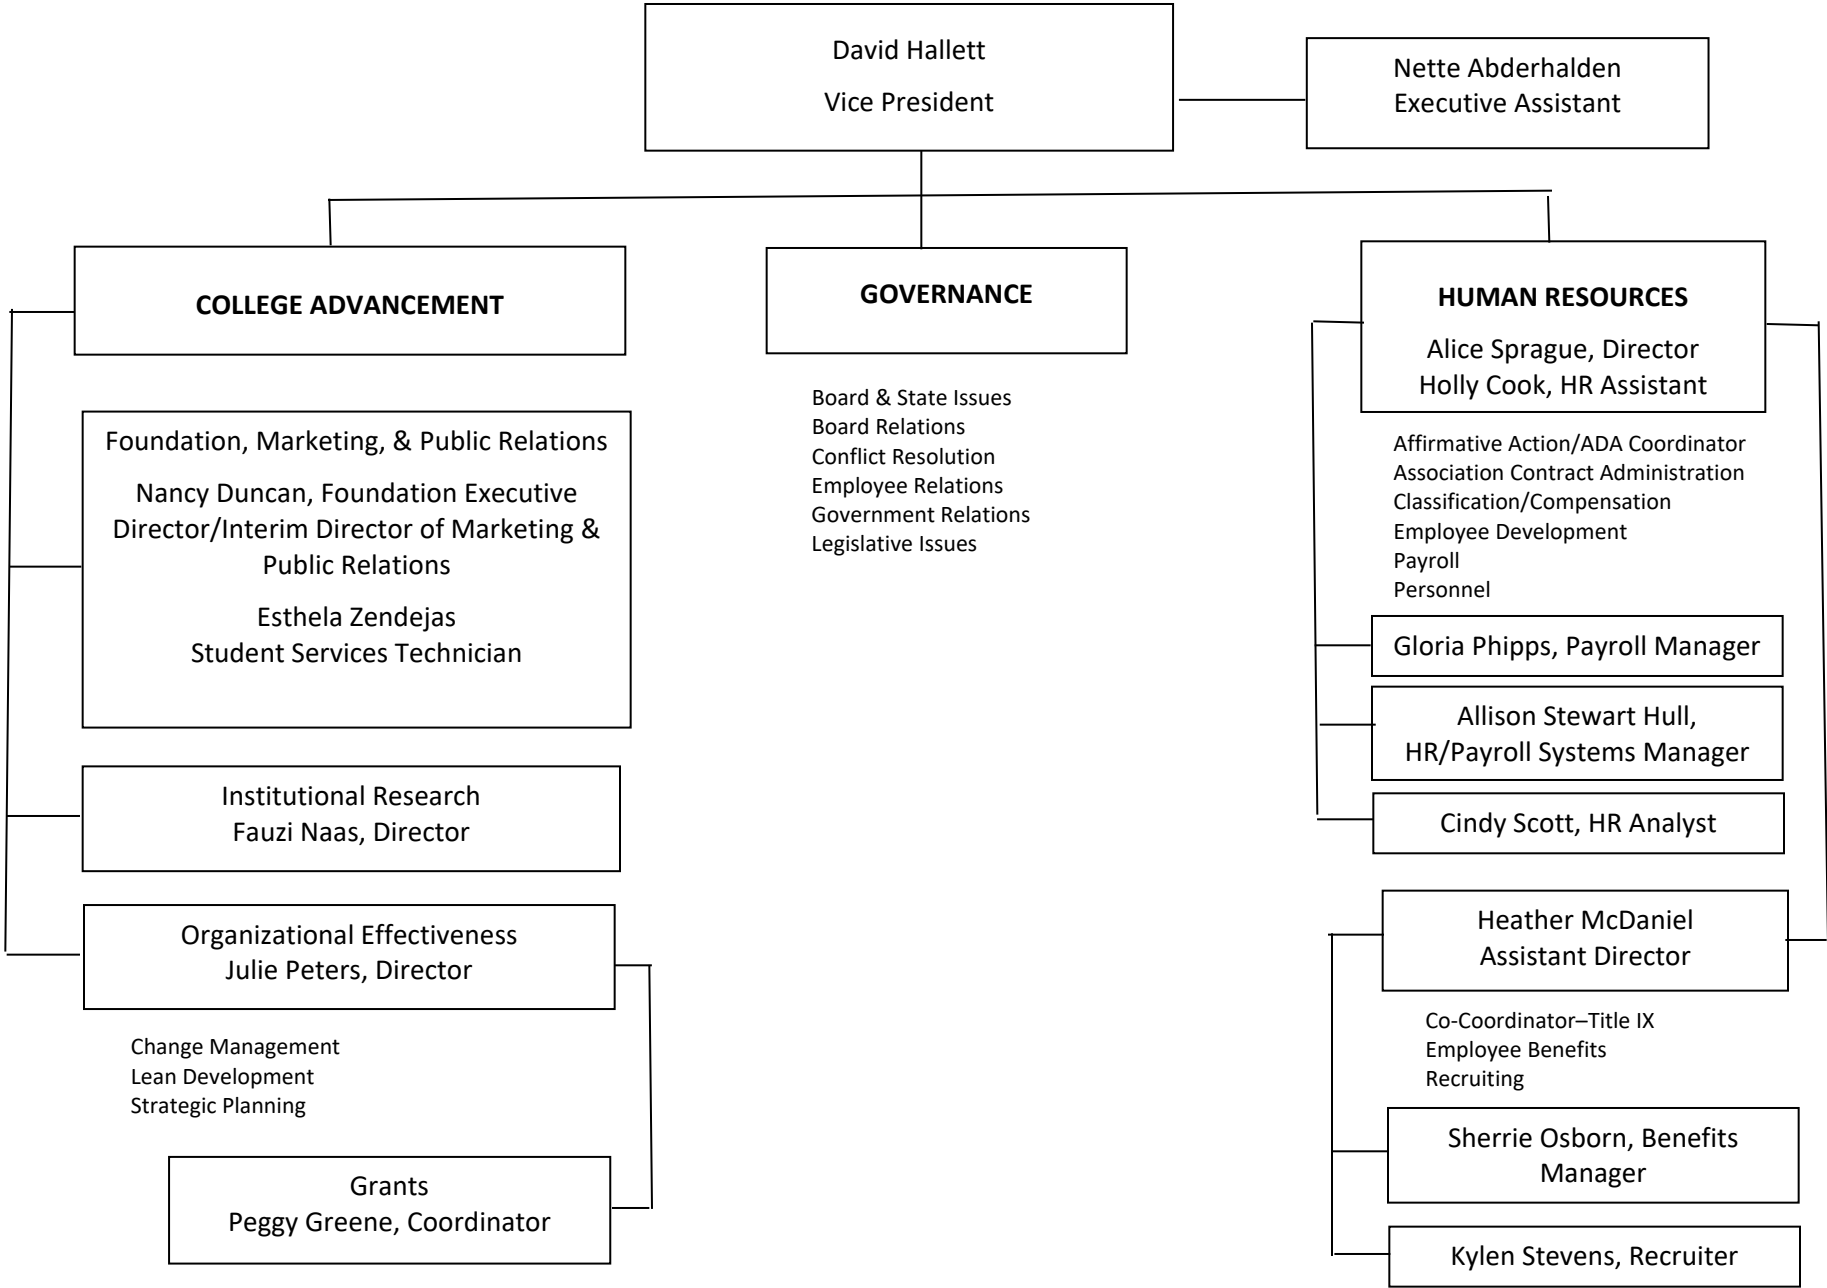 David Hallett
Vice President
Nette Abderhalden
Executive Assistant
COLLEGE ADVANCEMENT
Foundation, Marketing, & Public Relations
Nancy Duncan, Foundation Executive
Director/Interim Director of Marketing &
Public Relations
Esthela Zendejas
Student Services Technician
Institutional Research
Fauzi Naas, Director
Organizational Effectiveness
Julie Peters, Director
Change Management
Lean Development
Strategic Planning
Grants
Peggy Greene, Coordinator
GOVERNANCE
Board & State Issues
Board Relations
Conflict Resolution
Employee Relations
Government Relations
Legislative Issues
HUMAN RESOURCES
Alice Sprague, Director
Holly Cook, HR Assistant
Affirmative Action/ADA Coordinator
Association Contract Administration
Classification/Compensation
Employee Development
Payroll
Personnel
Gloria Phipps, Payroll Manager
Allison Stewart Hull,
HR/Payroll Systems Manager
Cindy Scott, HR Analyst
Heather McDaniel
Assistant Director
Co-Coordinator–Title IX
Employee Benefits
Recruiting
Sherrie Osborn, Benefits
Manager
Kylen Stevens, Recruiter